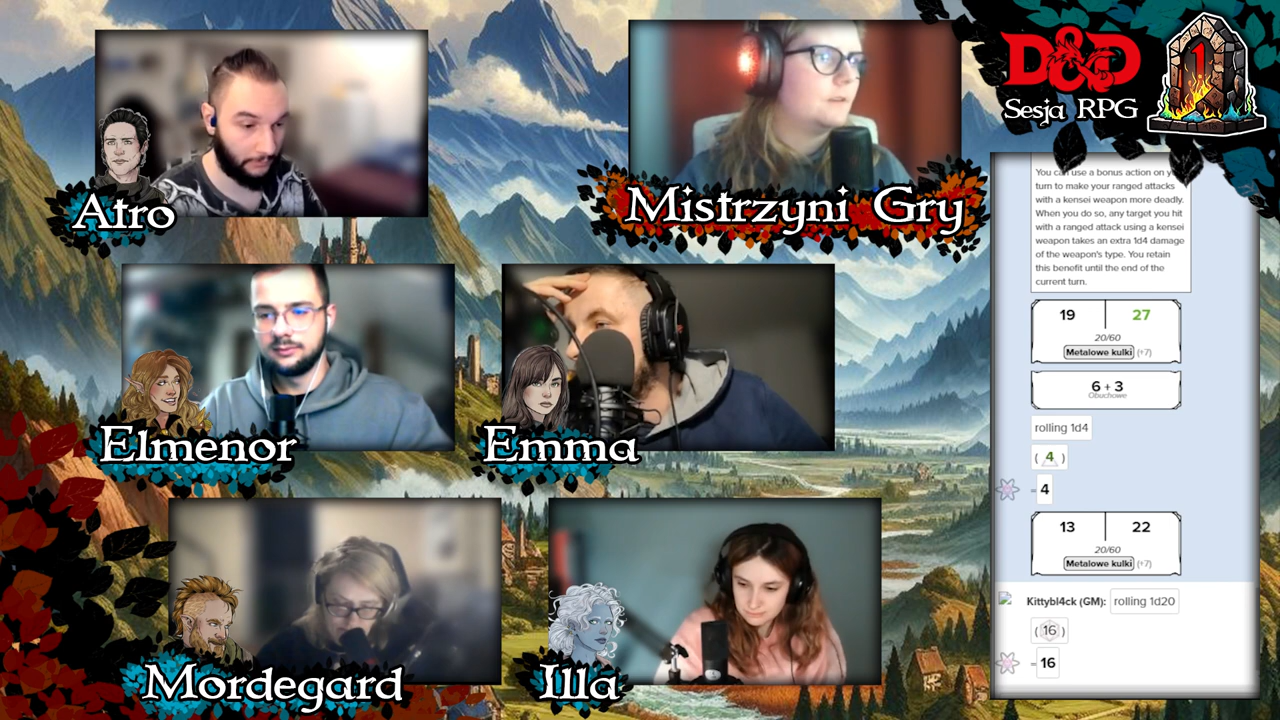 Atro
Mistrzyni Gry
Elmenor
Emma
Mordegard
Illa
D&D
Sesja RPG
1
You can use a bonus action on your
turn to make your ranged attacks
with a kensei weapon more deadly.
When you do so, any target you hit
with a ranged attack using a kensei
weapon takes an extra 1d4 damage
of the weapon's type. You retain
this benefit until the end of the
current turn.
19 27
20/60
Metalowe kulki (+7)
6 + 3
Obuchowe
rolling 1d4
( 4 )
= 4
13 22
20/60
Metalowe kulki (+7)
Kittybl4ck (GM): rolling 1d20
( 16 )
= 16